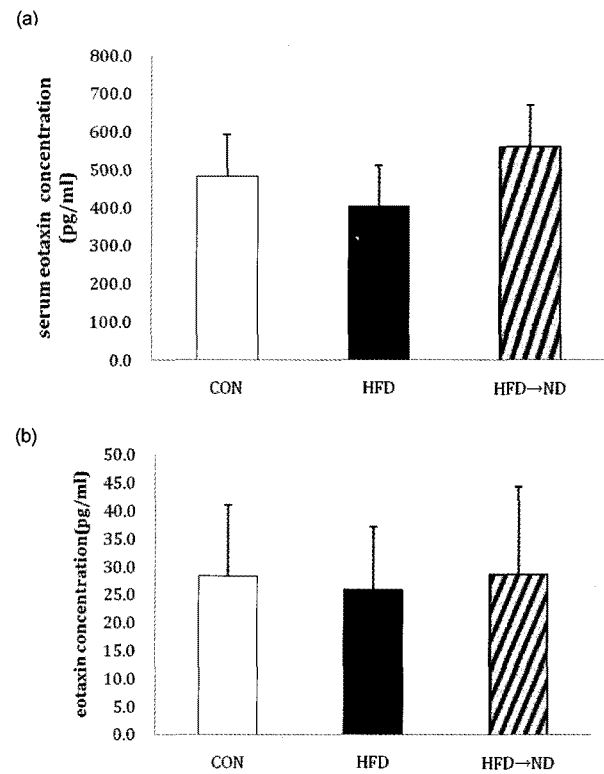 (a)
serum eotaxin concentration
(pg/ml)
800.0
700.0
600.0
500.0
400.0
300.0
200.0
100.0
0.0
CON HFD HFD→ND
(b)
eotaxin concentration(pg/ml)
50.0
45.0
40.0
35.0
30.0
25.0
20.0
15.0
10.0
5.0
0.0
CON HFD HFD→ND